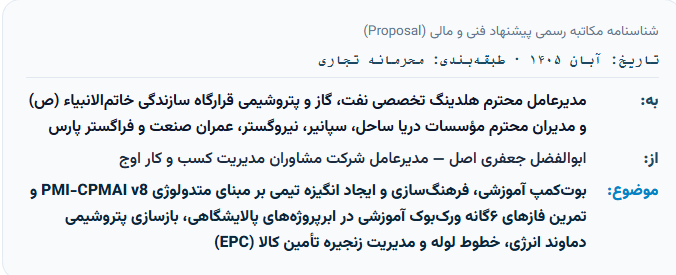 شناسنامه مکاتبه رسمی پیشنهاد فنی و مالی (Proposal)
تاریخ: آبان ۱۴۰۵ · طبقه‌بندی: محرمانه تجاری
به: مدیرعامل محترم هلدینگ تخصصی نفت، گاز و پتروشیمی قرارگاه سازندگی خاتم‌الانبیاء (ص)
و مدیران محترم مؤسسات دریا ساحل، سپانیر، نیروگستر، عمران صنعت و فراگستر پارس
از: ابوالفضل جعفری اصل — مدیرعامل شرکت مشاوران مدیریت کسب و کار اوج
موضوع: بوت‌کمپ آموزشی، فرهنگ‌سازی و ایجاد انگیزه تیمی بر مبنای متدولوژی PMI-CPMAI v8 و
تمرین فازهای ۶گانه ورک‌بوک آموزشی در ابرپروژه‌های پالایشگاهی، بازسازی پتروشیمی
دماوند انرژی، خطوط لوله و مدیریت زنجیره تأمین کالا (EPC)